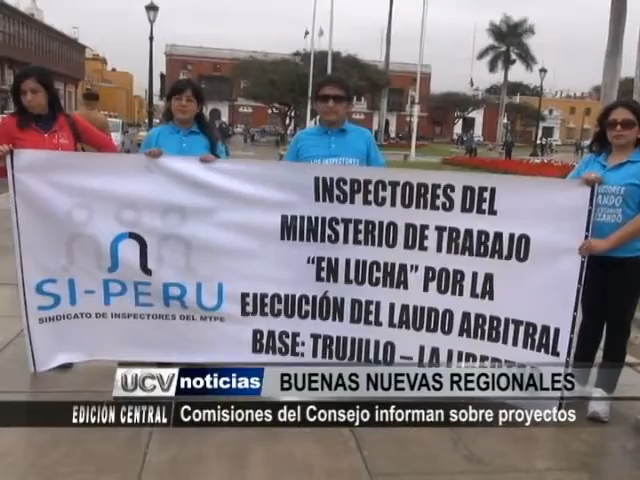 INSPECTORES DEL
MINISTERIO DE TRABAJO
"EN LUCHA" POR LA
EJECUCIÓN DEL LAUDO ARBITRAL
BASE: TRUJILLO – LA LIBERTAD
SI-PERU
SINDICATO DE INSPECTORES DEL MTPE
INSPECTORES
UCV noticias
BUENAS NUEVAS REGIONALES
EDICIÓN CENTRAL
Comisiones del Consejo informan sobre proyectos